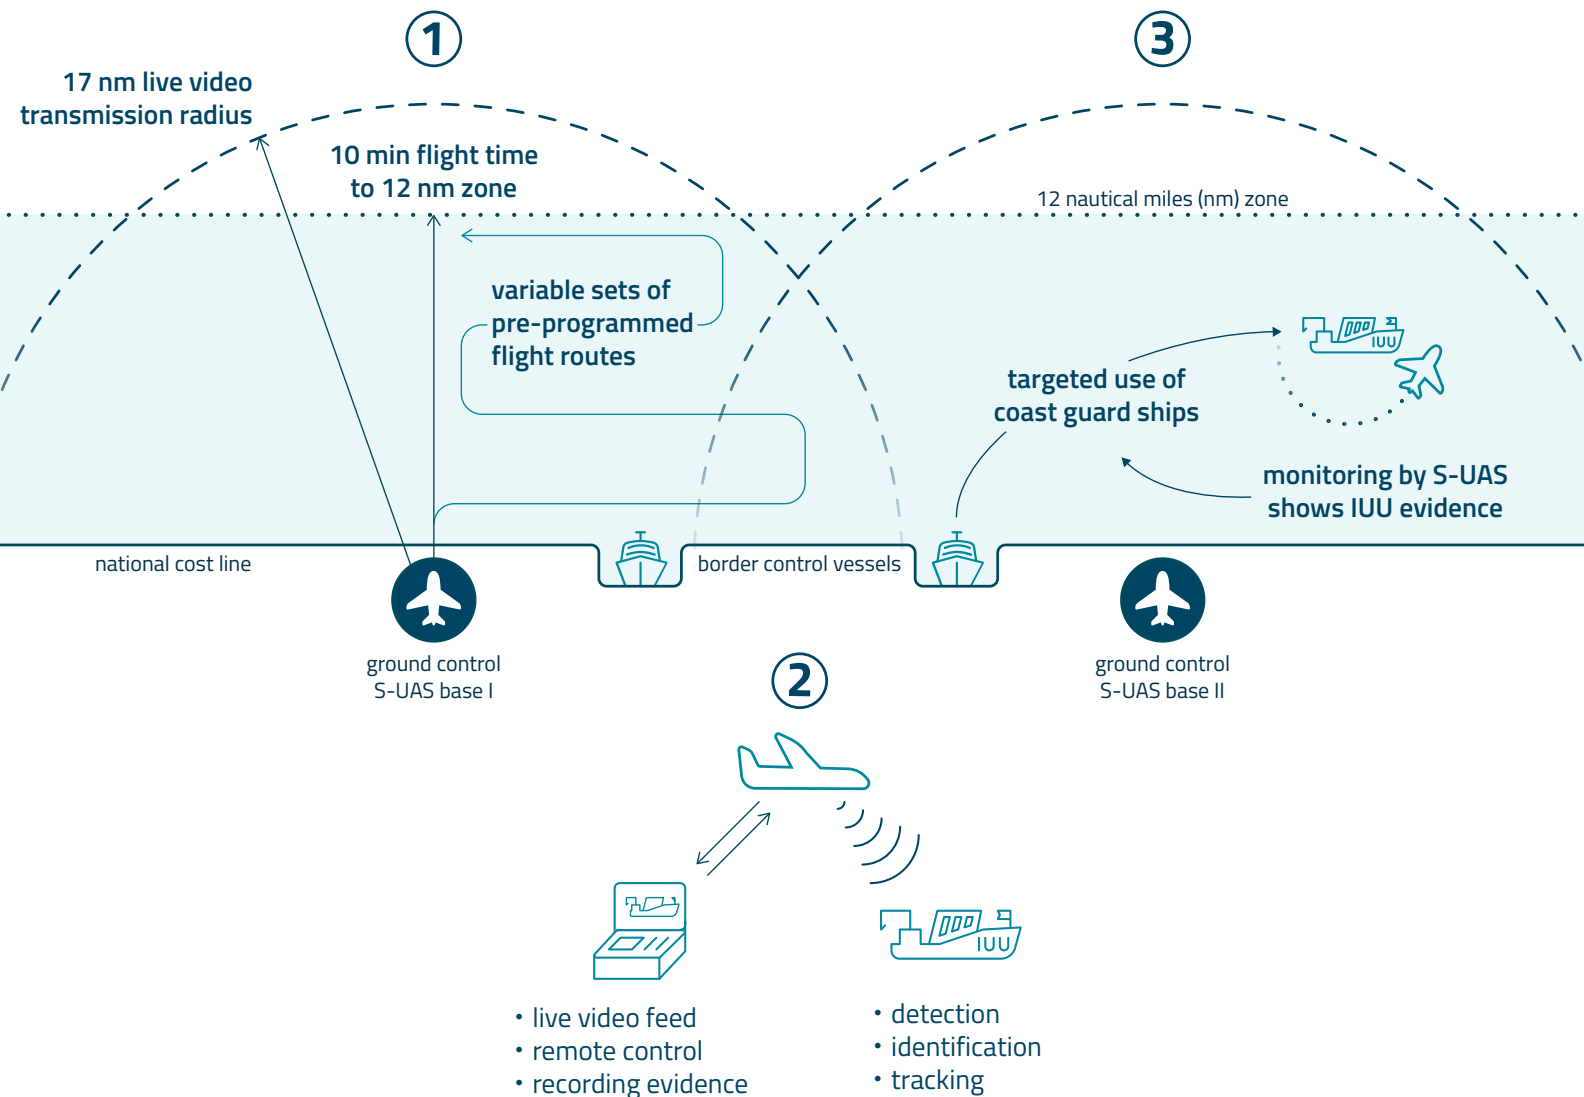 1
3
17 nm live video
transmission radius
10 min flight time
to 12 nm zone
12 nautical miles (nm) zone
variable sets of
pre-programmed
flight routes
IUU
targeted use of
coast guard ships
monitoring by S-UAS
shows IUU evidence
national cost line
border control vessels
ground control
S-UAS base I
ground control
S-UAS base II
2
IUU
• live video feed
• remote control
• recording evidence
• detection
• identification
• tracking